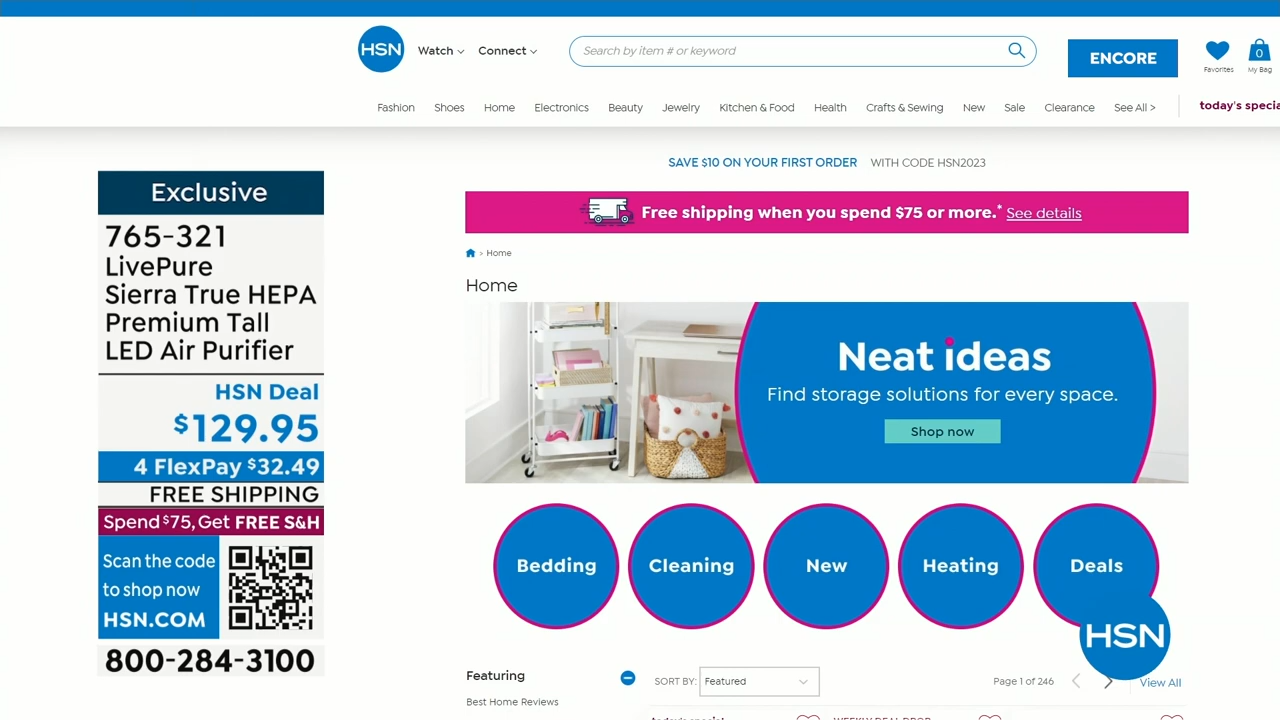 HSN
Watch
Connect
Search by item # or keyword
ENCORE
Favorites
0
My Bag
Fashion
Shoes
Home
Electronics
Beauty
Jewelry
Kitchen & Food
Health
Crafts & Sewing
New
Sale
Clearance
See All >
today's specia
SAVE $10 ON YOUR FIRST ORDER WITH CODE HSN2023
Free shipping when you spend $75 or more.* See details
> Home
Home
Neat ideas
Find storage solutions for every space.
Shop now
Bedding
Cleaning
New
Heating
Deals
HSN
Featuring
Best Home Reviews
SORT BY: Featured
Page 1 of 246
View All
today's special
WEEKLY DEAL DROP
Exclusive
765-321
LivePure
Sierra True HEPA
Premium Tall
LED Air Purifier
HSN Deal
$129.95
4 FlexPay $32.49
FREE SHIPPING
Spend $75, Get FREE S&H
Scan the code
to shop now
HSN.COM
800-284-3100